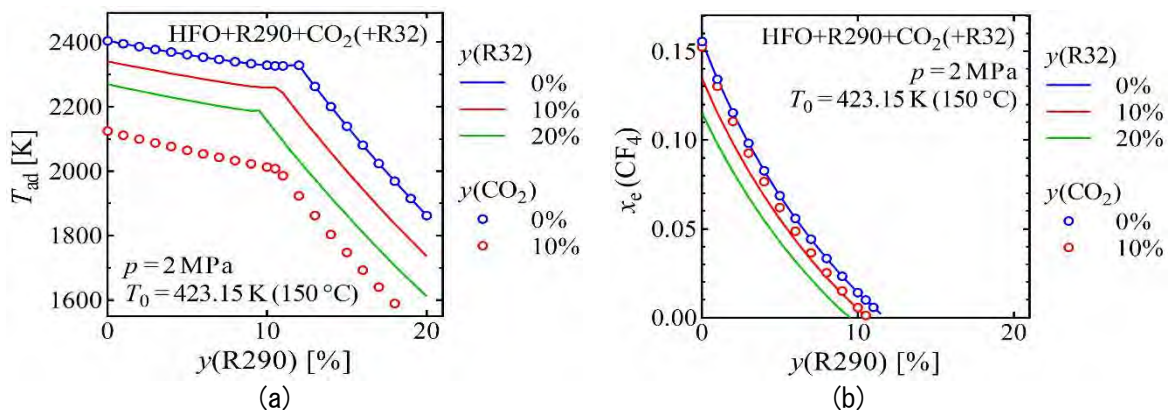 HFO+R290+CO₂(+R32)
y(R32)
0%
10%
20%
y(CO₂)
0%
10%
p = 2 MPa
T₀ = 423.15 K (150 °C)
T_ad [K]
2400
2200
2000
1800
1600
0
10
20
y(R290) [%]
(a)
HFO+R290+CO₂(+R32)
p = 2 MPa
T₀ = 423.15 K (150 °C)
y(R32)
0%
10%
20%
y(CO₂)
0%
10%
xₑ (CF₄)
0.15
0.10
0.05
0.00
0
10
20
y(R290) [%]
(b)